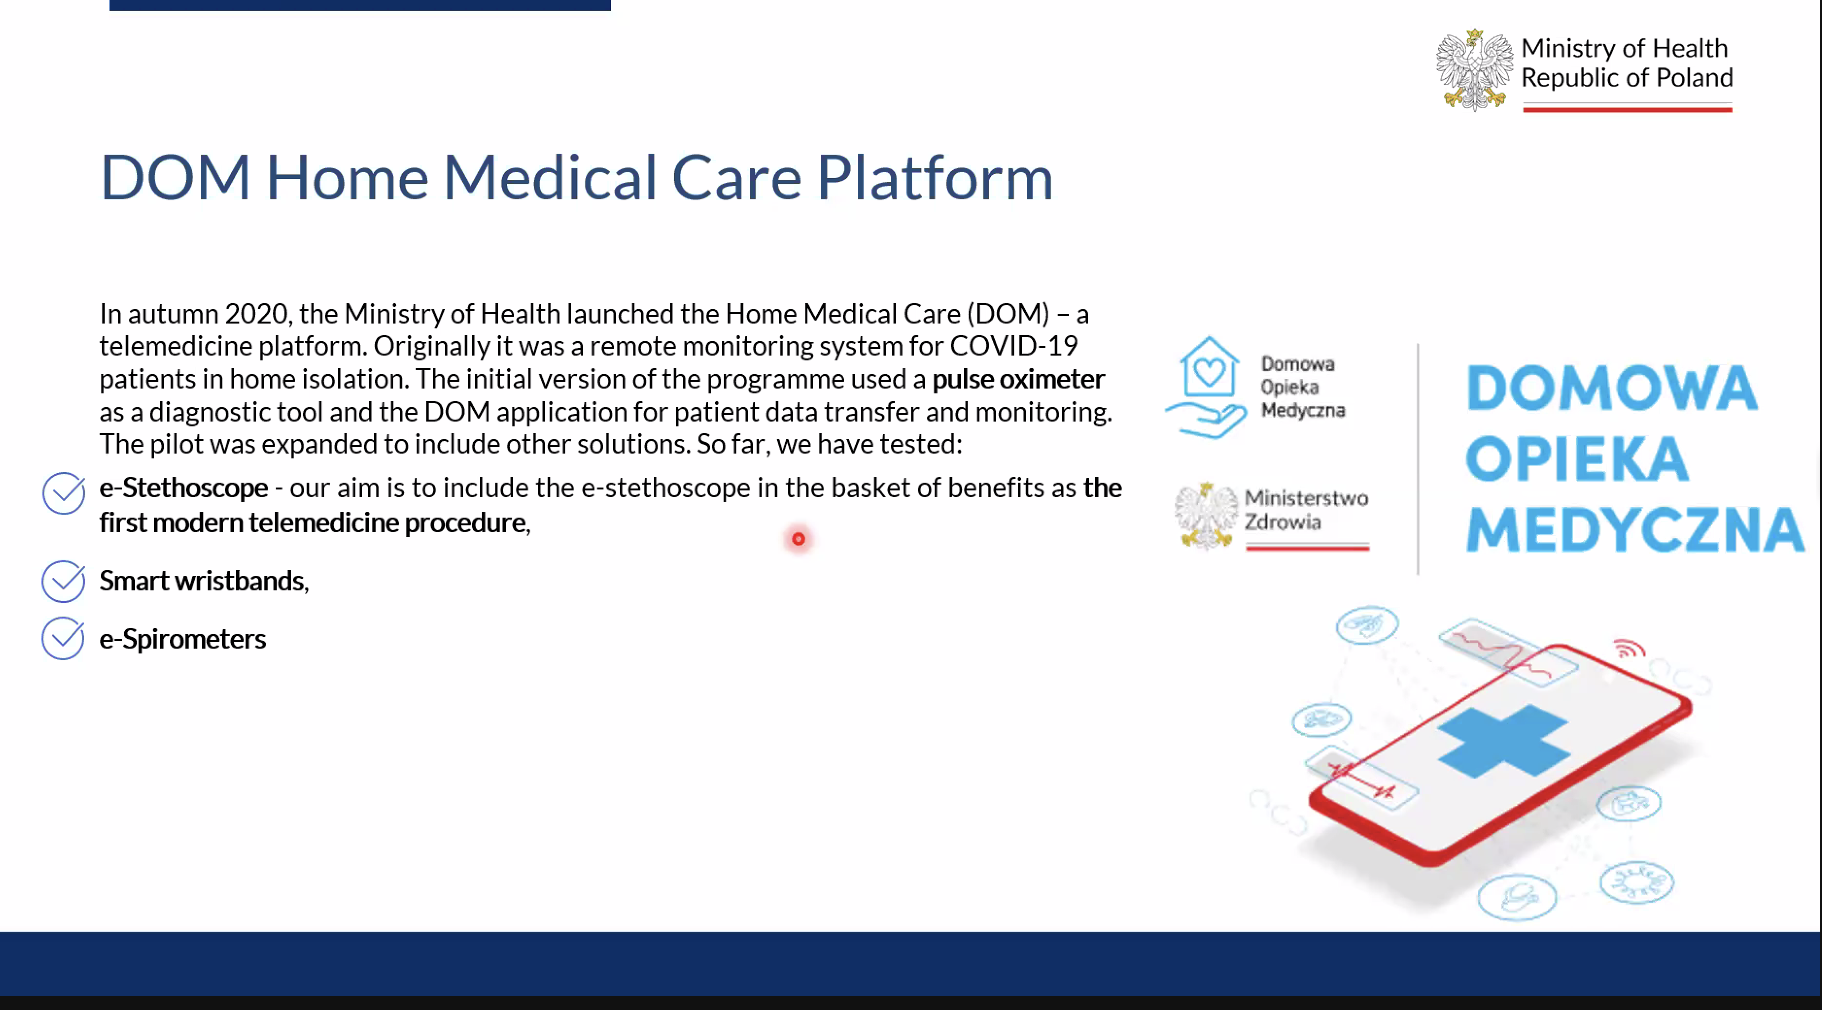 Ministry of Health
Republic of Poland
DOM Home Medical Care Platform
In autumn 2020, the Ministry of Health launched the Home Medical Care (DOM) – a
telemedicine platform. Originally it was a remote monitoring system for COVID-19
patients in home isolation. The initial version of the programme used a pulse oximeter
as a diagnostic tool and the DOM application for patient data transfer and monitoring.
The pilot was expanded to include other solutions. So far, we have tested:
e-Stethoscope - our aim is to include the e-stethoscope in the basket of benefits as the
first modern telemedicine procedure,
Smart wristbands,
e-Spirometers
Domowa
Opieka
Medyczna
Ministerstwo
Zdrowia
DOMOWA
OPIEKA
MEDYCZNA